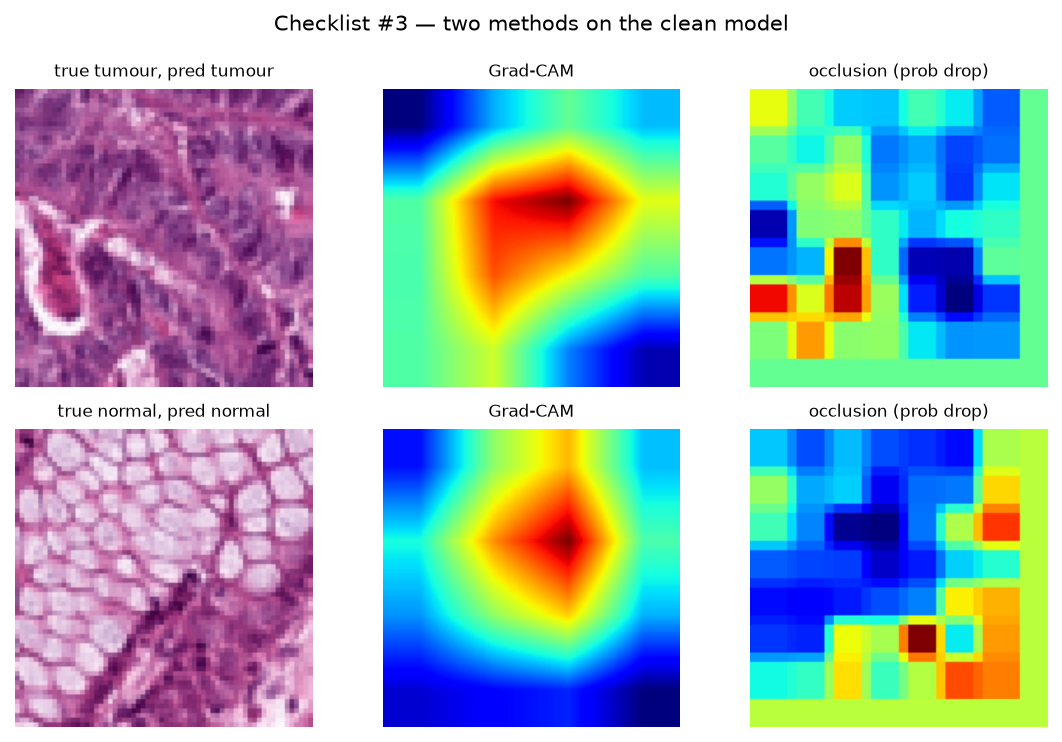 Checklist #3 — two methods on the clean model
true tumour, pred tumour
Grad-CAM
occlusion (prob drop)
true normal, pred normal
Grad-CAM
occlusion (prob drop)